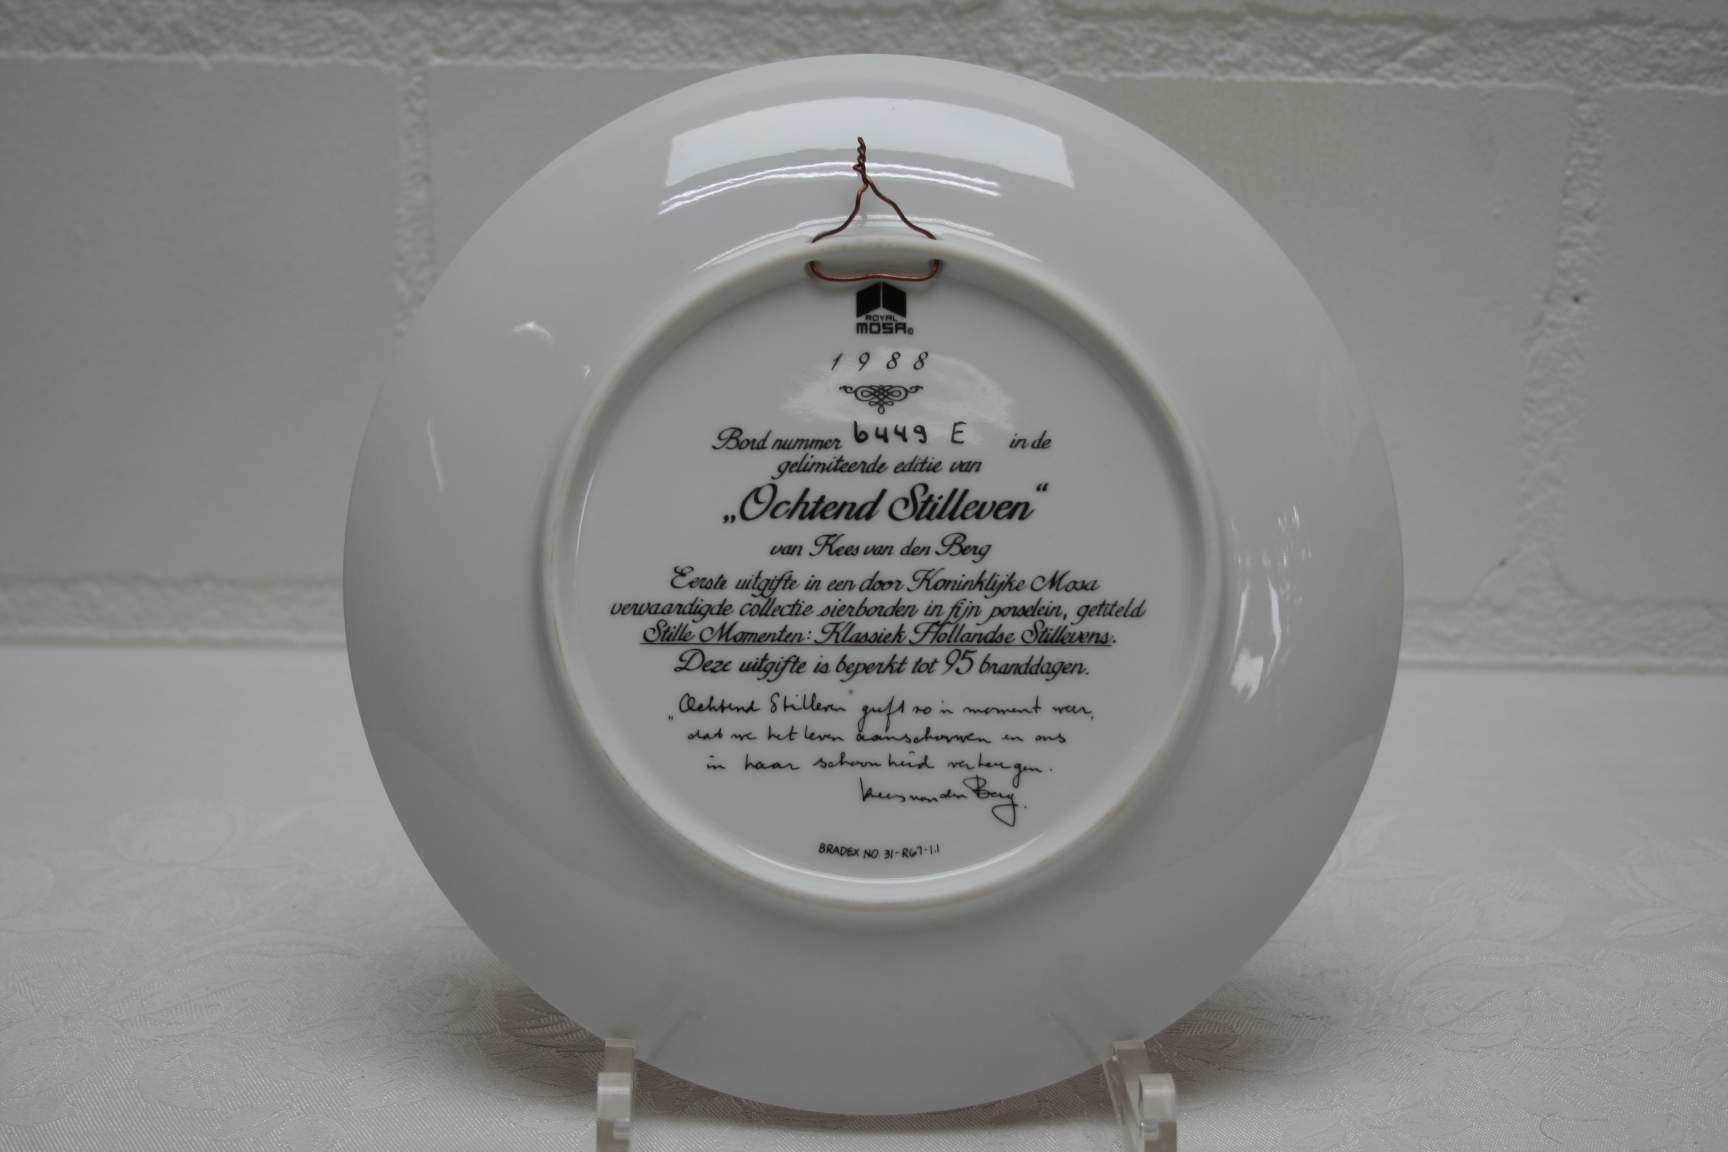 ROYAL
MOSA©
1988
Bord nummer 6449 E in de
gelimiteerde editie van
„Ochtend Stilleven“
van Kees van den Berg
Eerste uitgifte in een door Koninklijke Mosa
vervaardigde collectie sierborden in fijn porselein, getiteld
Stille Momenten: Klassiek Hollandse Stillevens.
Deze uitgifte is beperkt tot 95 branddagen.
„Ochtend Stilleven" geeft zo'n moment weer,
dat we het leven aanschouwen en ons
in haar schoonheid verheugen.
Kees van den Berg.
BRADEX NO. 31-R67-1.1